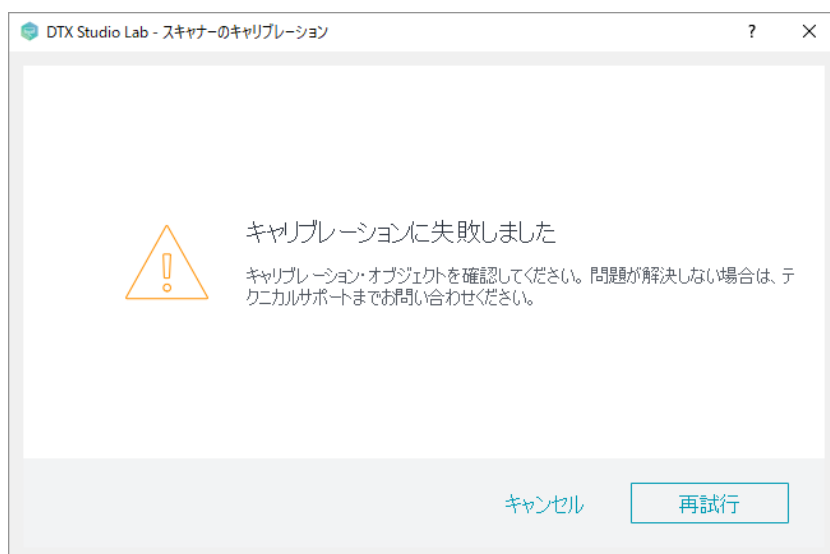 DTX Studio Lab - スキャナーのキャリブレーション
?
キャリブレーションに失敗しました
キャリブレーション・オブジェクトを確認してください。問題が解決しない場合は、テ
クニカルサポートまでお問い合わせください。
キャンセル
再試行